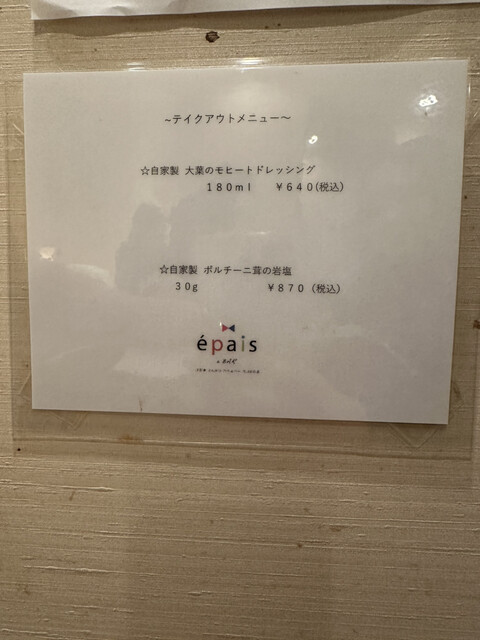 ~テイクアウトメニュー～
☆自家製 大葉のモヒートドレッシング
180ml ￥640(税込)
☆自家製 ポルチーニ茸の岩塩
30g ￥870 (税込)
épais